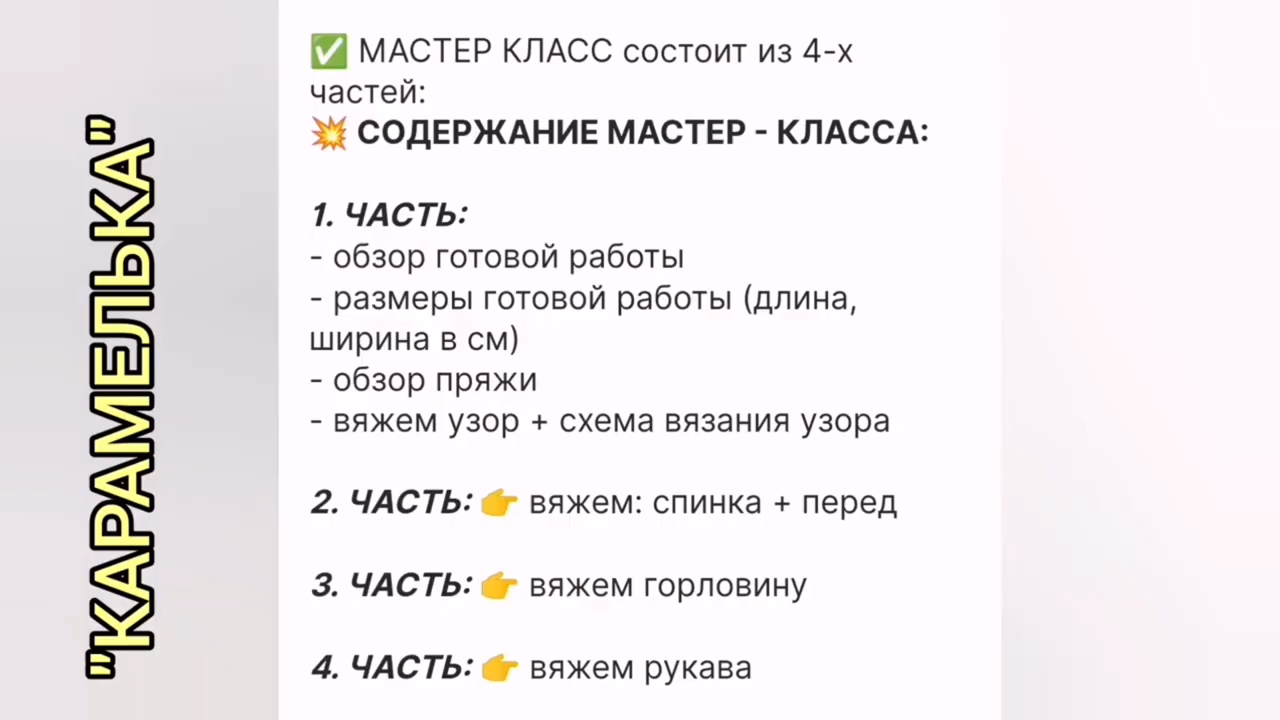 "КАРАМЕЛЬКА"
✅ МАСТЕР КЛАСС состоит из 4-х
частей:
💥 СОДЕРЖАНИЕ МАСТЕР - КЛАССА:
1. ЧАСТЬ:
- обзор готовой работы
- размеры готовой работы (длина,
ширина в см)
- обзор пряжи
- вяжем узор + схема вязания узора
2. ЧАСТЬ: 👉 вяжем: спинка + перед
3. ЧАСТЬ: 👉 вяжем горловину
4. ЧАСТЬ: 👉 вяжем рукава